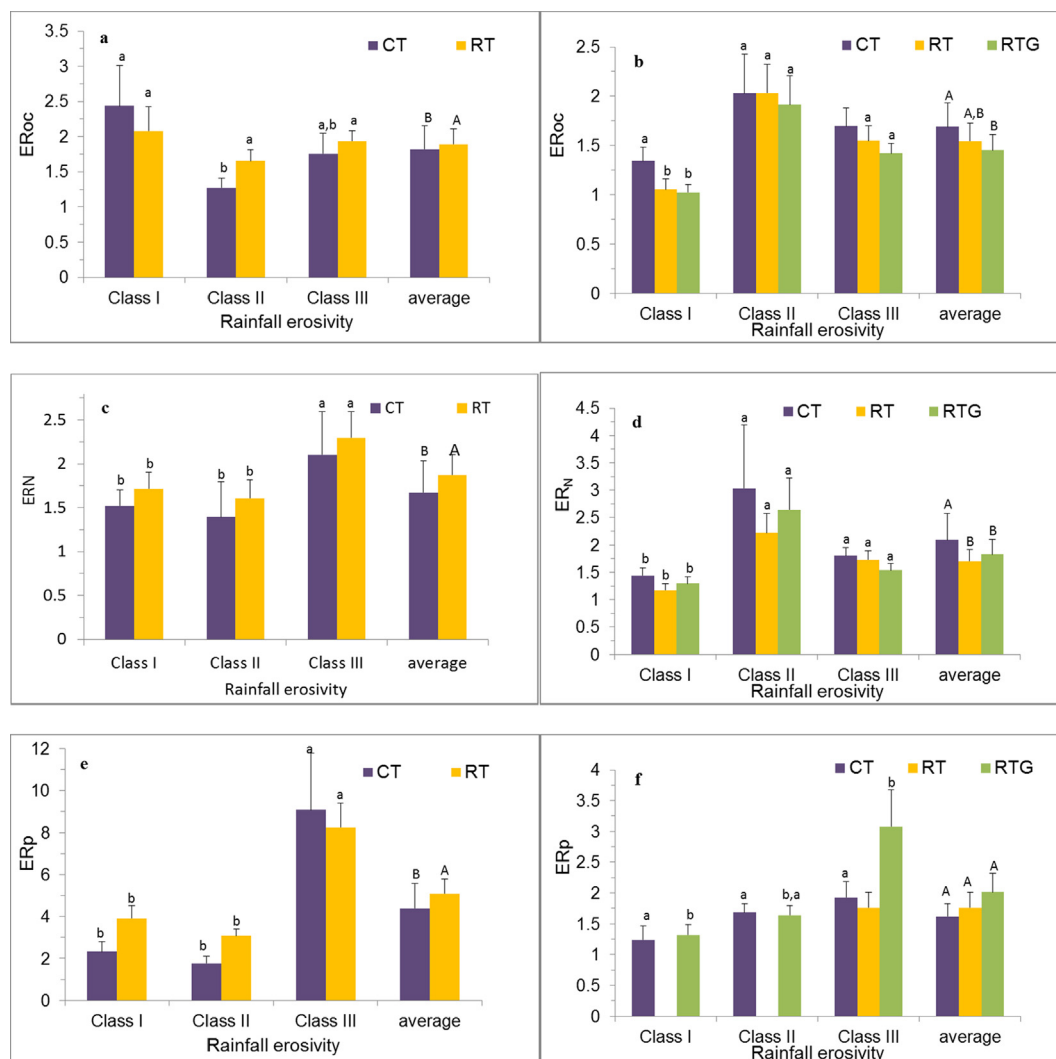 a
CT RT
3.5
3
2.5
2
1.5
1
0.5
0
ERoc
a a
b a
a,b a
B A
Class I Class II Class III average
Rainfall erosivity
b
CT RT RTG
2.5
2
1.5
1
0.5
0
ERoc
a b b
a a a
a a
A A,B B
Class I Class II Class III average
Rainfall erosivity
c
CT RT
2.5
2
1.5
1
0.5
0
ERN
b b
b b
a a
B A
Class I Class II Class III average
Rainfall erosivity
d
CT RT RTG
4.5
4
3.5
3
2.5
2
1.5
1
0.5
0
ERN
b b b
a a a
a a a
A B B
Class I Class II Class III average
Rainfall erosivity
e
CT RT
12
10
8
6
4
2
0
ERp
b b
b b
a a
B A
Class I Class II Class III average
Rainfall erosivity
f
CT RT RTG
4
3.5
3
2.5
2
1.5
1
0.5
0
ERp
a b
a b,a
a b
A A A
Class I Class II Class III average
Rainfall erosivity